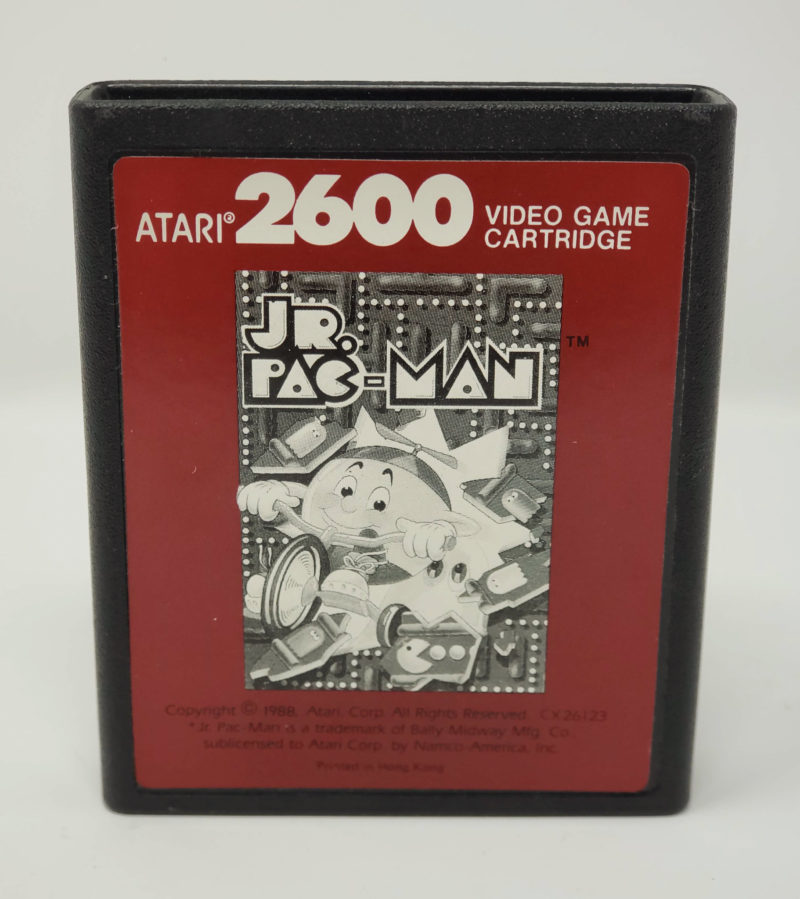 ATARI® 2600 VIDEO GAME
CARTRIDGE
JR.
PAC-MAN TM
Copyright © 1988, Atari, Corp. All Rights Reserved. CX26123
*Jr. Pac-Man is a trademark of Bally Midway Mfg. Co.
sublicensed to Atari Corp. by Namco-America, Inc.
Printed in Hong Kong